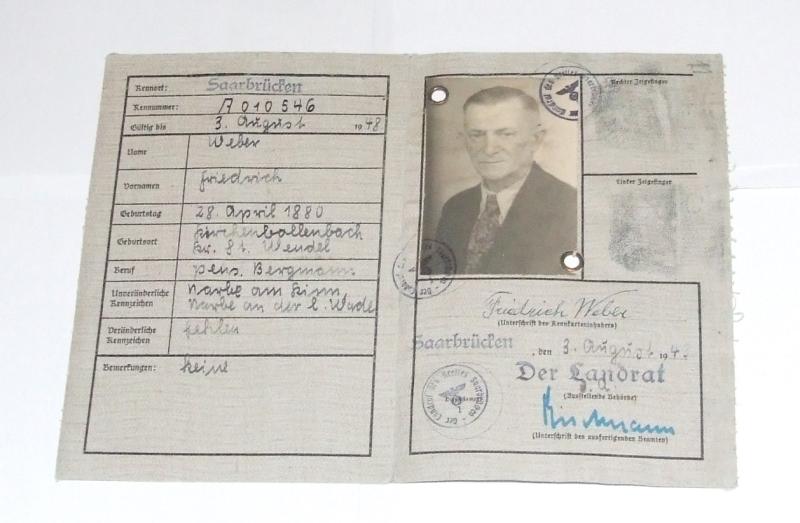 Kennort: Saarbrücken
Kennummer: A 010546
Gültig bis 3. August 1948
Name Weber
Vornamen Friedrich
Geburtstag 28. April 1880
Geburtsort Kirchenbollenbach
Kr. St. Wendel
Beruf pens. Bergmann
Unveränderliche Kennzeichen Narbe am Kinn
Narbe an der l. Wade
Veränderliche Kennzeichen fehlen
Bemerkungen: keine
Rechter Zeigefinger
Linker Zeigefinger
Friedrich Weber
(Unterschrift des Kennkarteninhabers)
Saarbrücken, den 3. August 194
Der Landrat
(Ausstellende Behörde)
(Unterschrift des ausfertigenden Beamten)